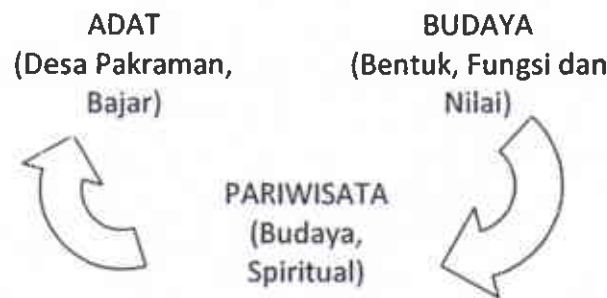 ADAT
(Desa Pakraman,
Bajar)
BUDAYA
(Bentuk, Fungsi dan
Nilai)
PARIWISATA
(Budaya,
Spiritual)